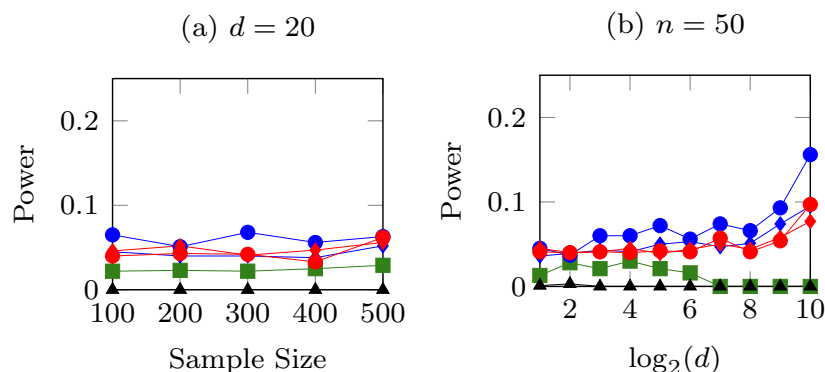 (a) d = 20
Power
0.2
0.1
0
100 200 300 400 500
Sample Size
(b) n = 50
Power
0.2
0.1
0
2 4 6 8 10
log₂(d)